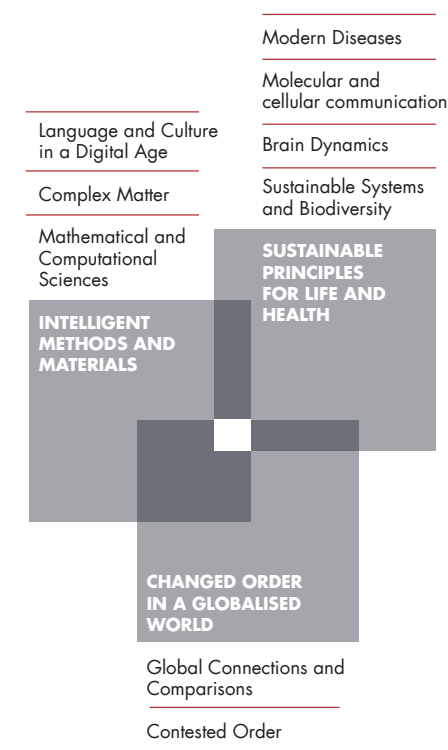 Modern Diseases
Molecular and
cellular communication
Brain Dynamics
Sustainable Systems
and Biodiversity
SUSTAINABLE
PRINCIPLES
FOR LIFE AND
HEALTH
Language and Culture
in a Digital Age
Complex Matter
Mathematical and
Computational
Sciences
INTELLIGENT
METHODS AND
MATERIALS
CHANGED ORDER
IN A GLOBALISED
WORLD
Global Connections and
Comparisons
Contested Order